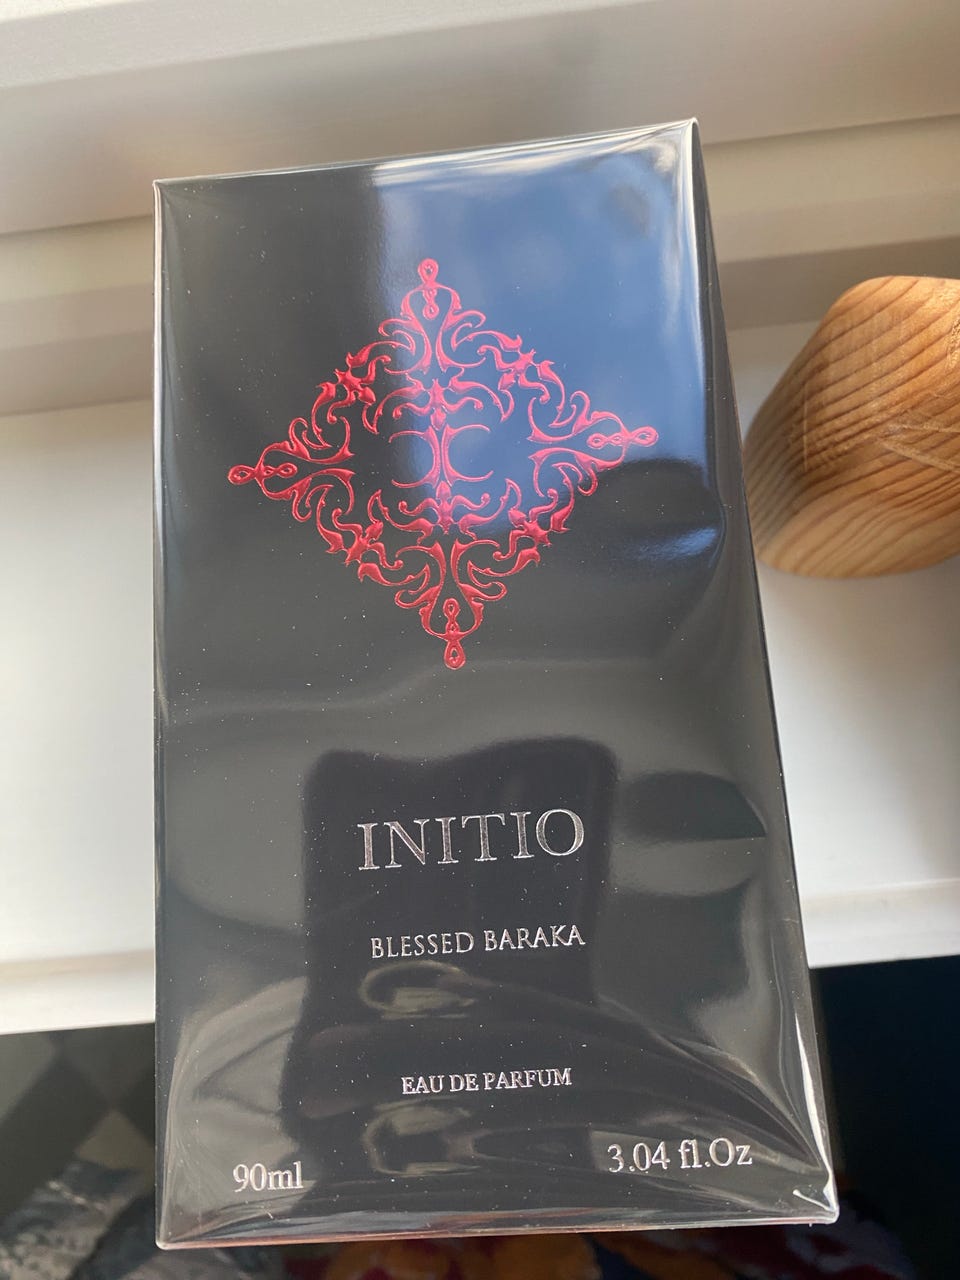 INITIO
BLESSED BARAKA
EAU DE PARFUM
90ml
3.04 fl.Oz